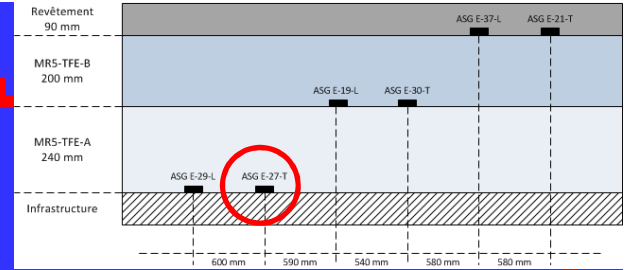 Revêtement
90 mm
ASG E-37-L ASG E-21-T
MR5-TFE-B
200 mm
ASG E-19-L ASG E-30-T
MR5-TFE-A
240 mm
ASG E-29-L ASG E-27-T
Infrastructure
600 mm 590 mm 540 mm 580 mm 580 mm